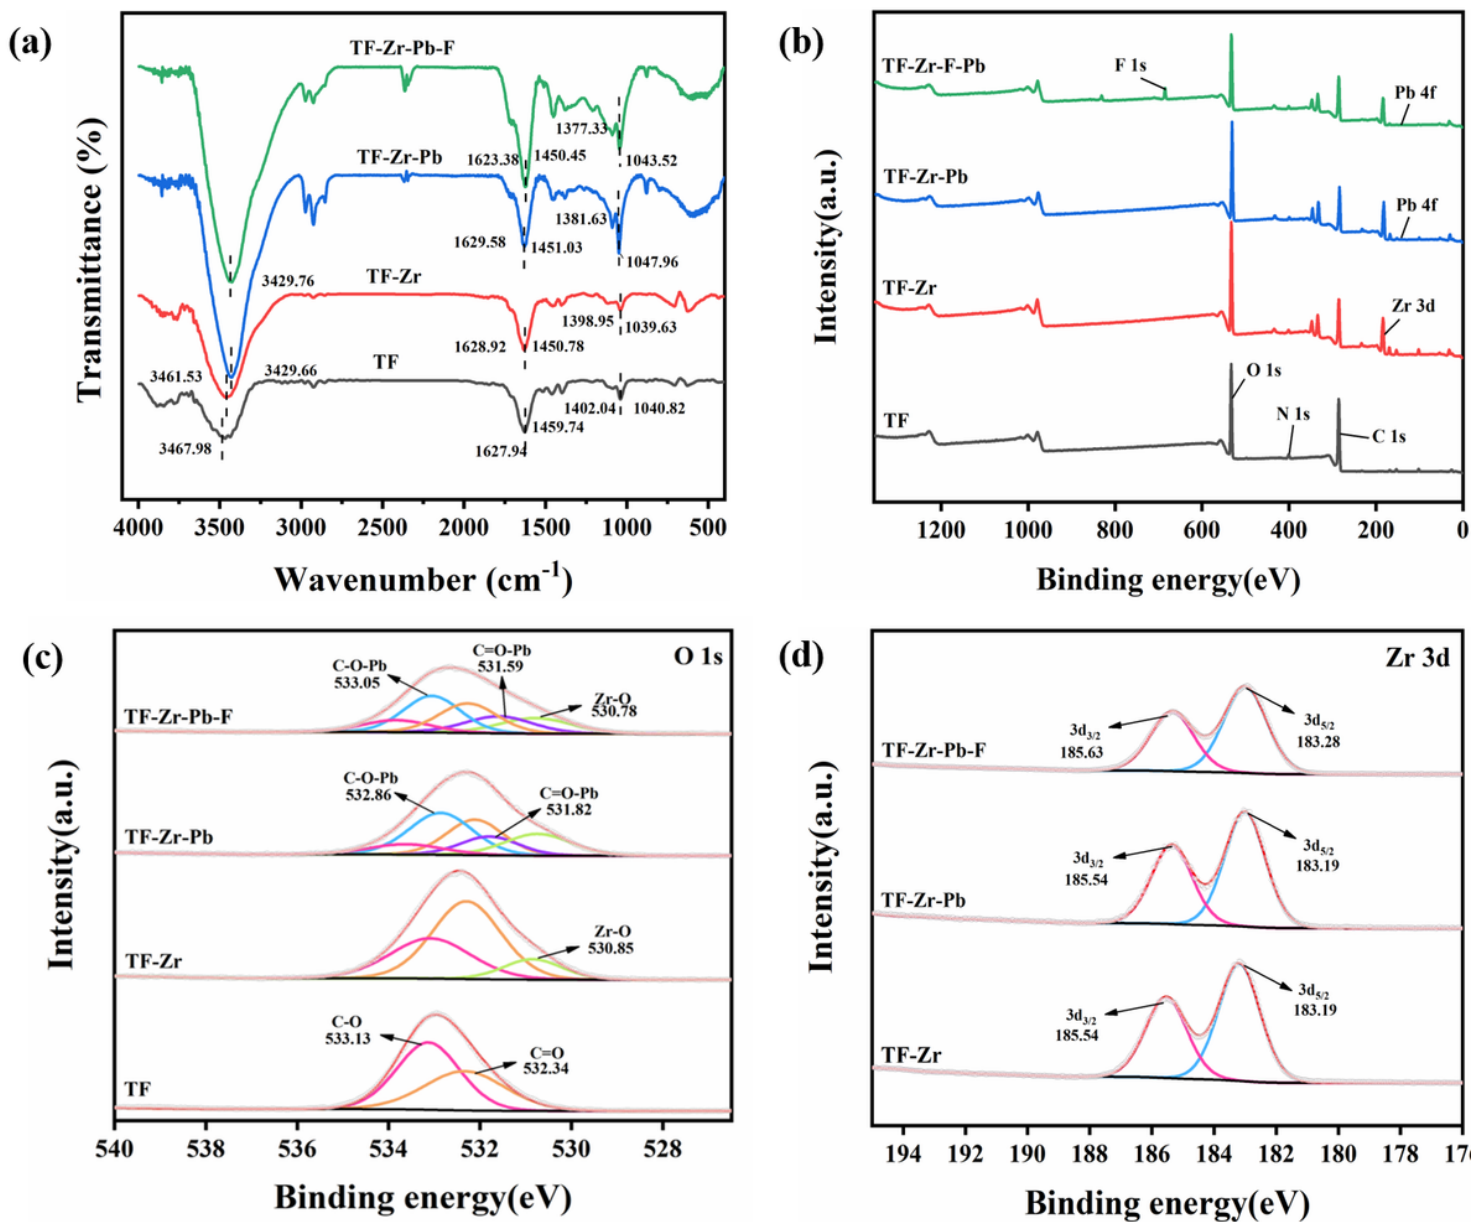 (a)
TF-Zr-Pb-F
1377.33
1623.38 1450.45
1043.52
TF-Zr-Pb
1381.63
1629.58
1451.03
1047.96
3429.76
TF-Zr
1398.95
1039.63
1628.92
1450.78
TF
3461.53
3429.66
1402.04
1040.82
1459.74
3467.98
1627.94
Transmittance (%)
4000 3500 3000 2500 2000 1500 1000 500
Wavenumber (cm-1)
(b)
TF-Zr-F-Pb
F 1s
Pb 4f
TF-Zr-Pb
Pb 4f
TF-Zr
Zr 3d
O 1s
N 1s
TF
C 1s
Intensity(a.u.)
1200 1000 800 600 400 200 0
Binding energy(eV)
(c)
O 1s
C=O-Pb
531.59
C-O-Pb
533.05
Zr-O
530.78
TF-Zr-Pb-F
C-O-Pb
532.86
C=O-Pb
531.82
TF-Zr-Pb
Zr-O
530.85
TF-Zr
C-O
533.13
C=O
532.34
TF
Intensity(a.u.)
540 538 536 534 532 530 528
Binding energy(eV)
(d)
Zr 3d
3d5/2
183.28
3d3/2
185.63
TF-Zr-Pb-F
3d5/2
183.19
3d3/2
185.54
TF-Zr-Pb
3d5/2
183.19
3d3/2
185.54
TF-Zr
Intensity(a.u.)
194 192 190 188 186 184 182 180 178 176
Binding energy(eV)